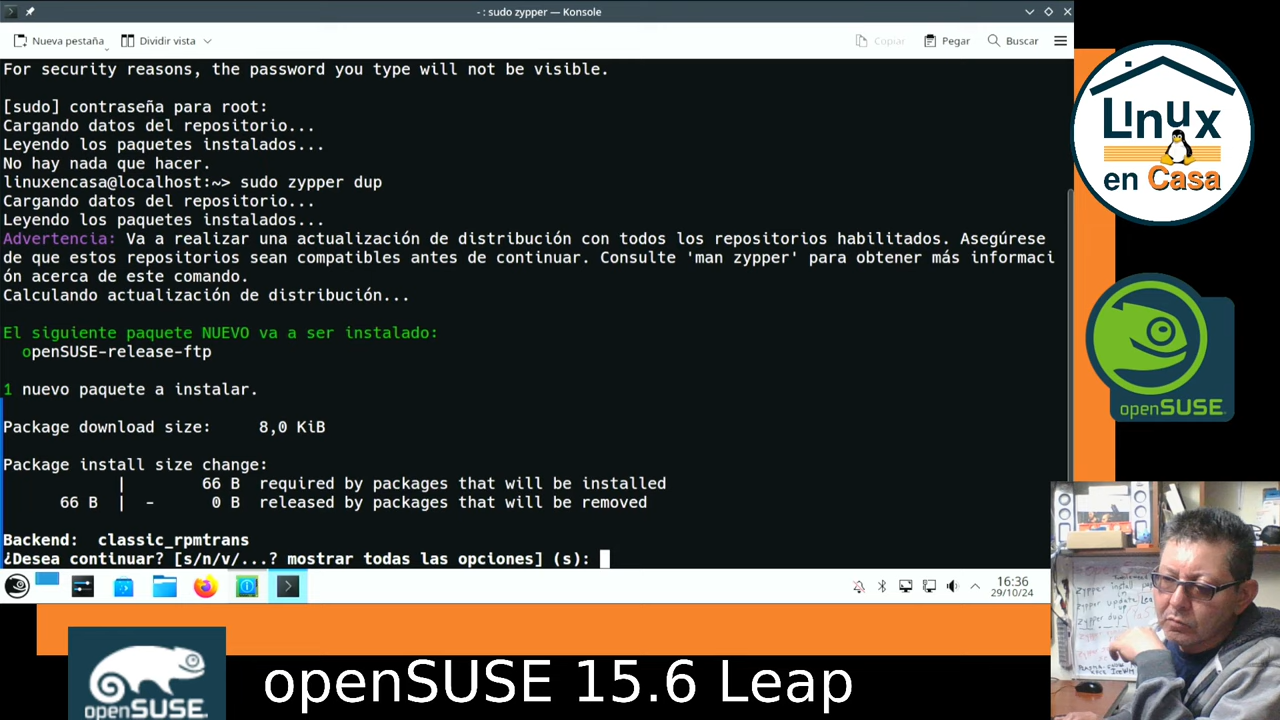 - : sudo zypper — Konsole
Nueva pestaña
Dividir vista
Copiar
Pegar
Buscar
For security reasons, the password you type will not be visible.
[sudo] contraseña para root:
Cargando datos del repositorio...
Leyendo los paquetes instalados...
No hay nada que hacer.
linuxencasa@localhost:~> sudo zypper dup
Cargando datos del repositorio...
Leyendo los paquetes instalados...
Advertencia: Va a realizar una actualización de distribución con todos los repositorios habilitados. Asegúrese
de que estos repositorios sean compatibles antes de continuar. Consulte 'man zypper' para obtener más informaci
ón acerca de este comando.
Calculando actualización de distribución...
El siguiente paquete NUEVO va a ser instalado:
openSUSE-release-ftp
1 nuevo paquete a instalar.
Package download size:     8,0 KiB
Package install size change:
|        66 B  required by packages that will be installed
66 B  |  -      0 B  released by packages that will be removed
Backend:  classic_rpmtrans
¿Desea continuar? [s/n/v/...? mostrar todas las opciones] (s):
16:36
29/10/24
Linux
en Casa
openSUSE
zypper install
zypper update
zypper dup
openSUSE
openSUSE 15.6 Leap